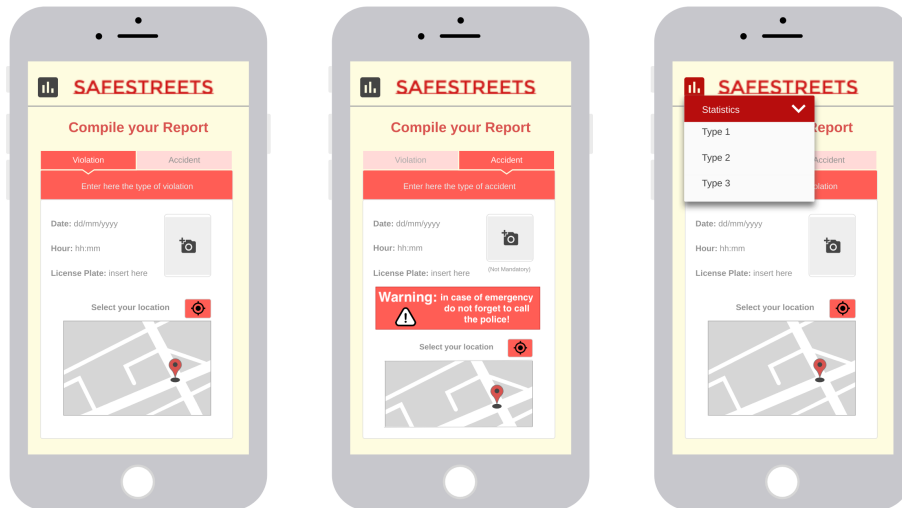 SAFESTREETS
Compile your Report
Violation Accident
Enter here the type of violation
Date: dd/mm/yyyy
Hour: hh:mm
License Plate: insert here
Select your location
SAFESTREETS
Compile your Report
Violation Accident
Enter here the type of accident
Date: dd/mm/yyyy
Hour: hh:mm
License Plate: insert here
(Not Mandatory)
Warning: in case of emergency
do not forget to call
the police!
Select your location
SAFESTREETS
Statistics
Report
Type 1
Type 2
Accident
Type 3
olation
Date: dd/mm/yyyy
Hour: hh:mm
License Plate: insert here
Select your location